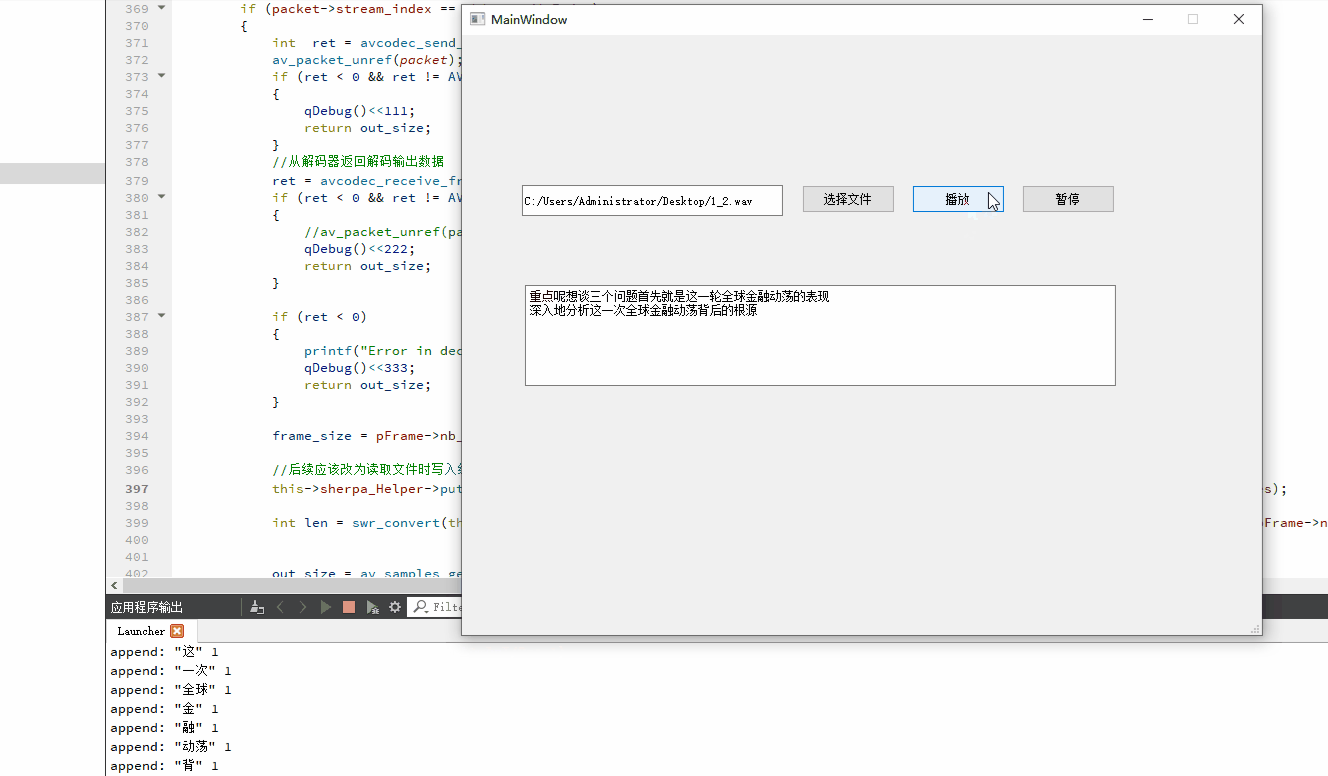 369 if (packet->stream_index ==
370 {
371 int  ret = avcodec_send_
372 av_packet_unref(packet);
373 if (ret < 0 && ret != AV
374 {
375 qDebug()<<111;
376 return out_size;
377 }
378 //从解码器返回解码输出数据
379 ret = avcodec_receive_fr
380 if (ret < 0 && ret != AV
381 {
382 //av_packet_unref(pa
383 qDebug()<<222;
384 return out_size;
385 }
386
387 if (ret < 0)
388 {
389 printf("Error in dec
390 qDebug()<<333;
391 return out_size;
392 }
393
394 frame_size = pFrame->nb_
395
396 //后续应该改为读取文件时写入
397 this->sherpa_Helper->put s);
398
399 int len = swr_convert(th Frame->n
400
401
402 out_size = av_samples_ge
MainWindow
C:/Users/Administrator/Desktop/1_2.wav 选择文件 播放 暂停
重点呢想谈三个问题首先就是这一轮全球金融动荡的表现
深入地分析这一次全球金融动荡背后的根源
应用程序输出 Filte
Launcher
append: "这" 1
append: "一次" 1
append: "全球" 1
append: "金" 1
append: "融" 1
append: "动荡" 1
append: "背" 1